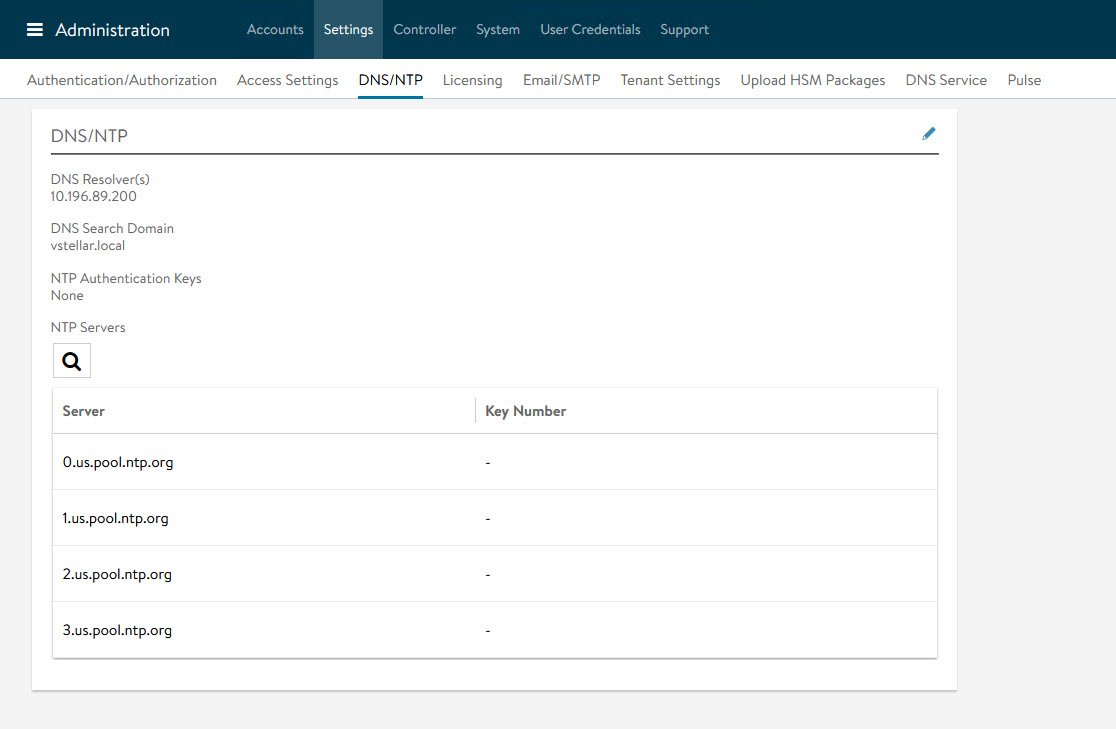 Administration Accounts Settings Controller System User Credentials Support
Authentication/Authorization Access Settings DNS/NTP Licensing Email/SMTP Tenant Settings Upload HSM Packages DNS Service Pulse
DNS/NTP
DNS Resolver(s)
10.196.89.200
DNS Search Domain
vstellar.local
NTP Authentication Keys
None
NTP Servers
Server Key Number
0.us.pool.ntp.org -
1.us.pool.ntp.org -
2.us.pool.ntp.org -
3.us.pool.ntp.org -